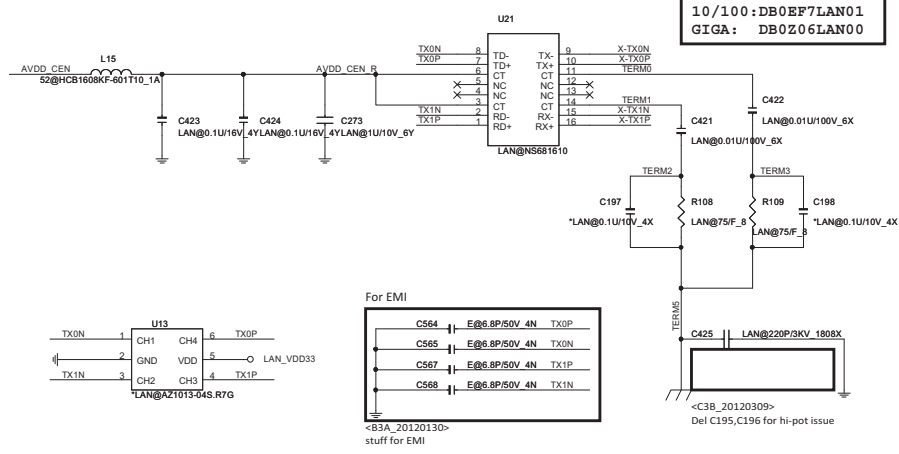 10/100:DB0EF7LAN01
GIGA: DB0Z06LAN00
U21
TX0N 8 TD- TX- 9 X-TX0N
TX0P 7 TD+ TX+ 10 X-TX0P
AVDD_CEN L15 AVDD_CEN_R 6 CT CT 11 TERM0
52@HCB1608KF-601T10_1A
5 NC NC 12
4 NC NC 13
3 CT CT 14 TERM1
TX1N 2 RD- RX- 15 X-TX1N
TX1P 1 RD+ RX+ 16 X-TX1P
LAN@NS681610
C423 C424 C273
LAN@0.1U/16V_4Y LAN@0.1U/16V_4Y LAN@1U/10V_6Y
C422
LAN@0.01U/100V_6X
C421
LAN@0.01U/100V_6X
TERM2 TERM3
C197 R108 R109 C198
*LAN@0.1U/10V_4X LAN@75/F_8 LAN@75/F_8 *LAN@0.1U/10V_4X
TERM5
C425 LAN@220P/3KV_1808X
<C3B_20120309>
Del C195,C196 for hi-pot issue
For EMI
C564 E@6.8P/50V_4N TX0P
C565 E@6.8P/50V_4N TX0N
C567 E@6.8P/50V_4N TX1P
C568 E@6.8P/50V_4N TX1N
<B3A_20120130>
stuff for EMI
U13
TX0N 1 CH1 CH4 6 TX0P
2 GND VDD 5 LAN_VDD33
TX1N 3 CH2 CH3 4 TX1P
*LAN@AZ1013-04S.R7G